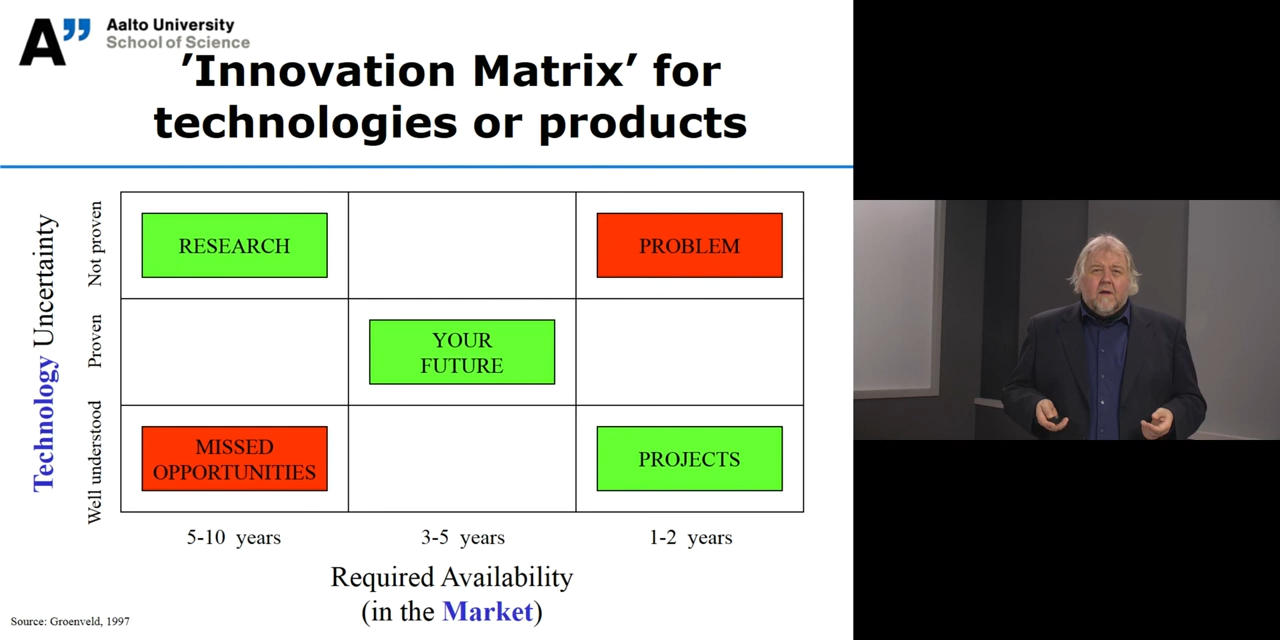 Aalto University
School of Science
’Innovation Matrix’ for
technologies or products
Technology Uncertainty
Not proven
Proven
Well understood
RESEARCH
PROBLEM
YOUR
FUTURE
MISSED
OPPORTUNITIES
PROJECTS
5-10 years
3-5 years
1-2 years
Required Availability
(in the Market)
Source: Groenveld, 1997